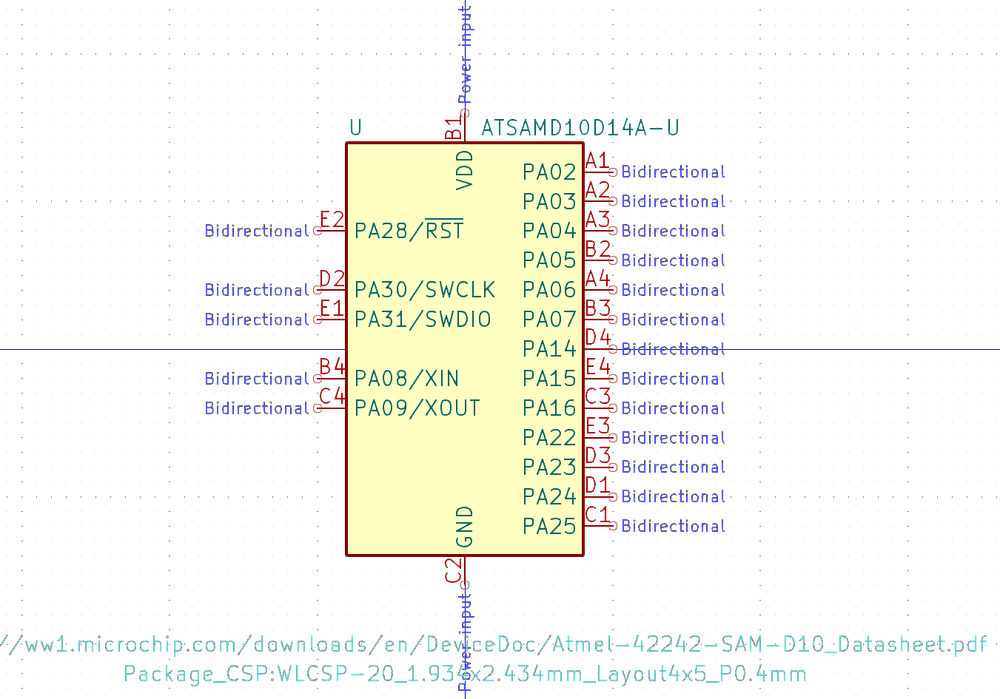 Power input
B1
U ATSAMD10D14A-U
VDD
PA02 A1 Bidirectional
PA03 A2 Bidirectional
Bidirectional E2 PA28/RST PA04 A3 Bidirectional
PA05 B2 Bidirectional
Bidirectional D2 PA30/SWCLK PA06 A4 Bidirectional
Bidirectional E1 PA31/SWDIO PA07 B3 Bidirectional
PA14 D4 Bidirectional
Bidirectional B4 PA08/XIN PA15 E4 Bidirectional
Bidirectional C4 PA09/XOUT PA16 C3 Bidirectional
PA22 E3 Bidirectional
PA23 D3 Bidirectional
PA24 D1 Bidirectional
GND PA25 C1 Bidirectional
C2
Power input
//ww1.microchip.com/downloads/en/DeviceDoc/Atmel-42242-SAM-D10_Datasheet.pdf
Package_CSP:WLCSP-20_1.934x2.434mm_Layout4x5_P0.4mm